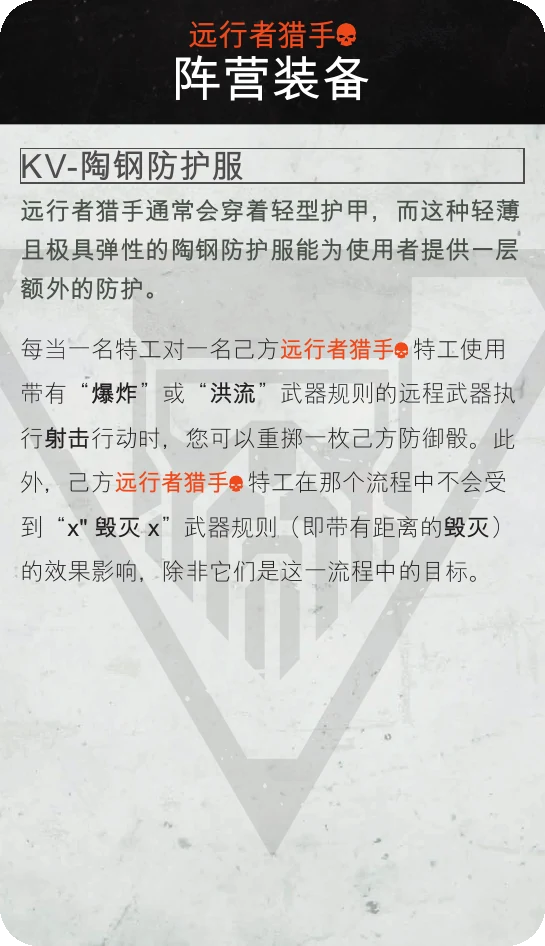 远行者猎手
阵营装备
KV-陶钢防护服
远行者猎手通常会穿着轻型护甲，而这种轻薄
且极具弹性的陶钢防护服能为使用者提供一层
额外的防护。
每当一名特工对一名己方远行者猎手特工使用
带有“爆炸”或“洪流”武器规则的远程武器执
行射击行动时，您可以重掷一枚己方防御骰。此
外，己方远行者猎手特工在那个流程中不会受
到“x" 毁灭 x”武器规则（即带有距离的毁灭）
的效果影响，除非它们是这一流程中的目标。